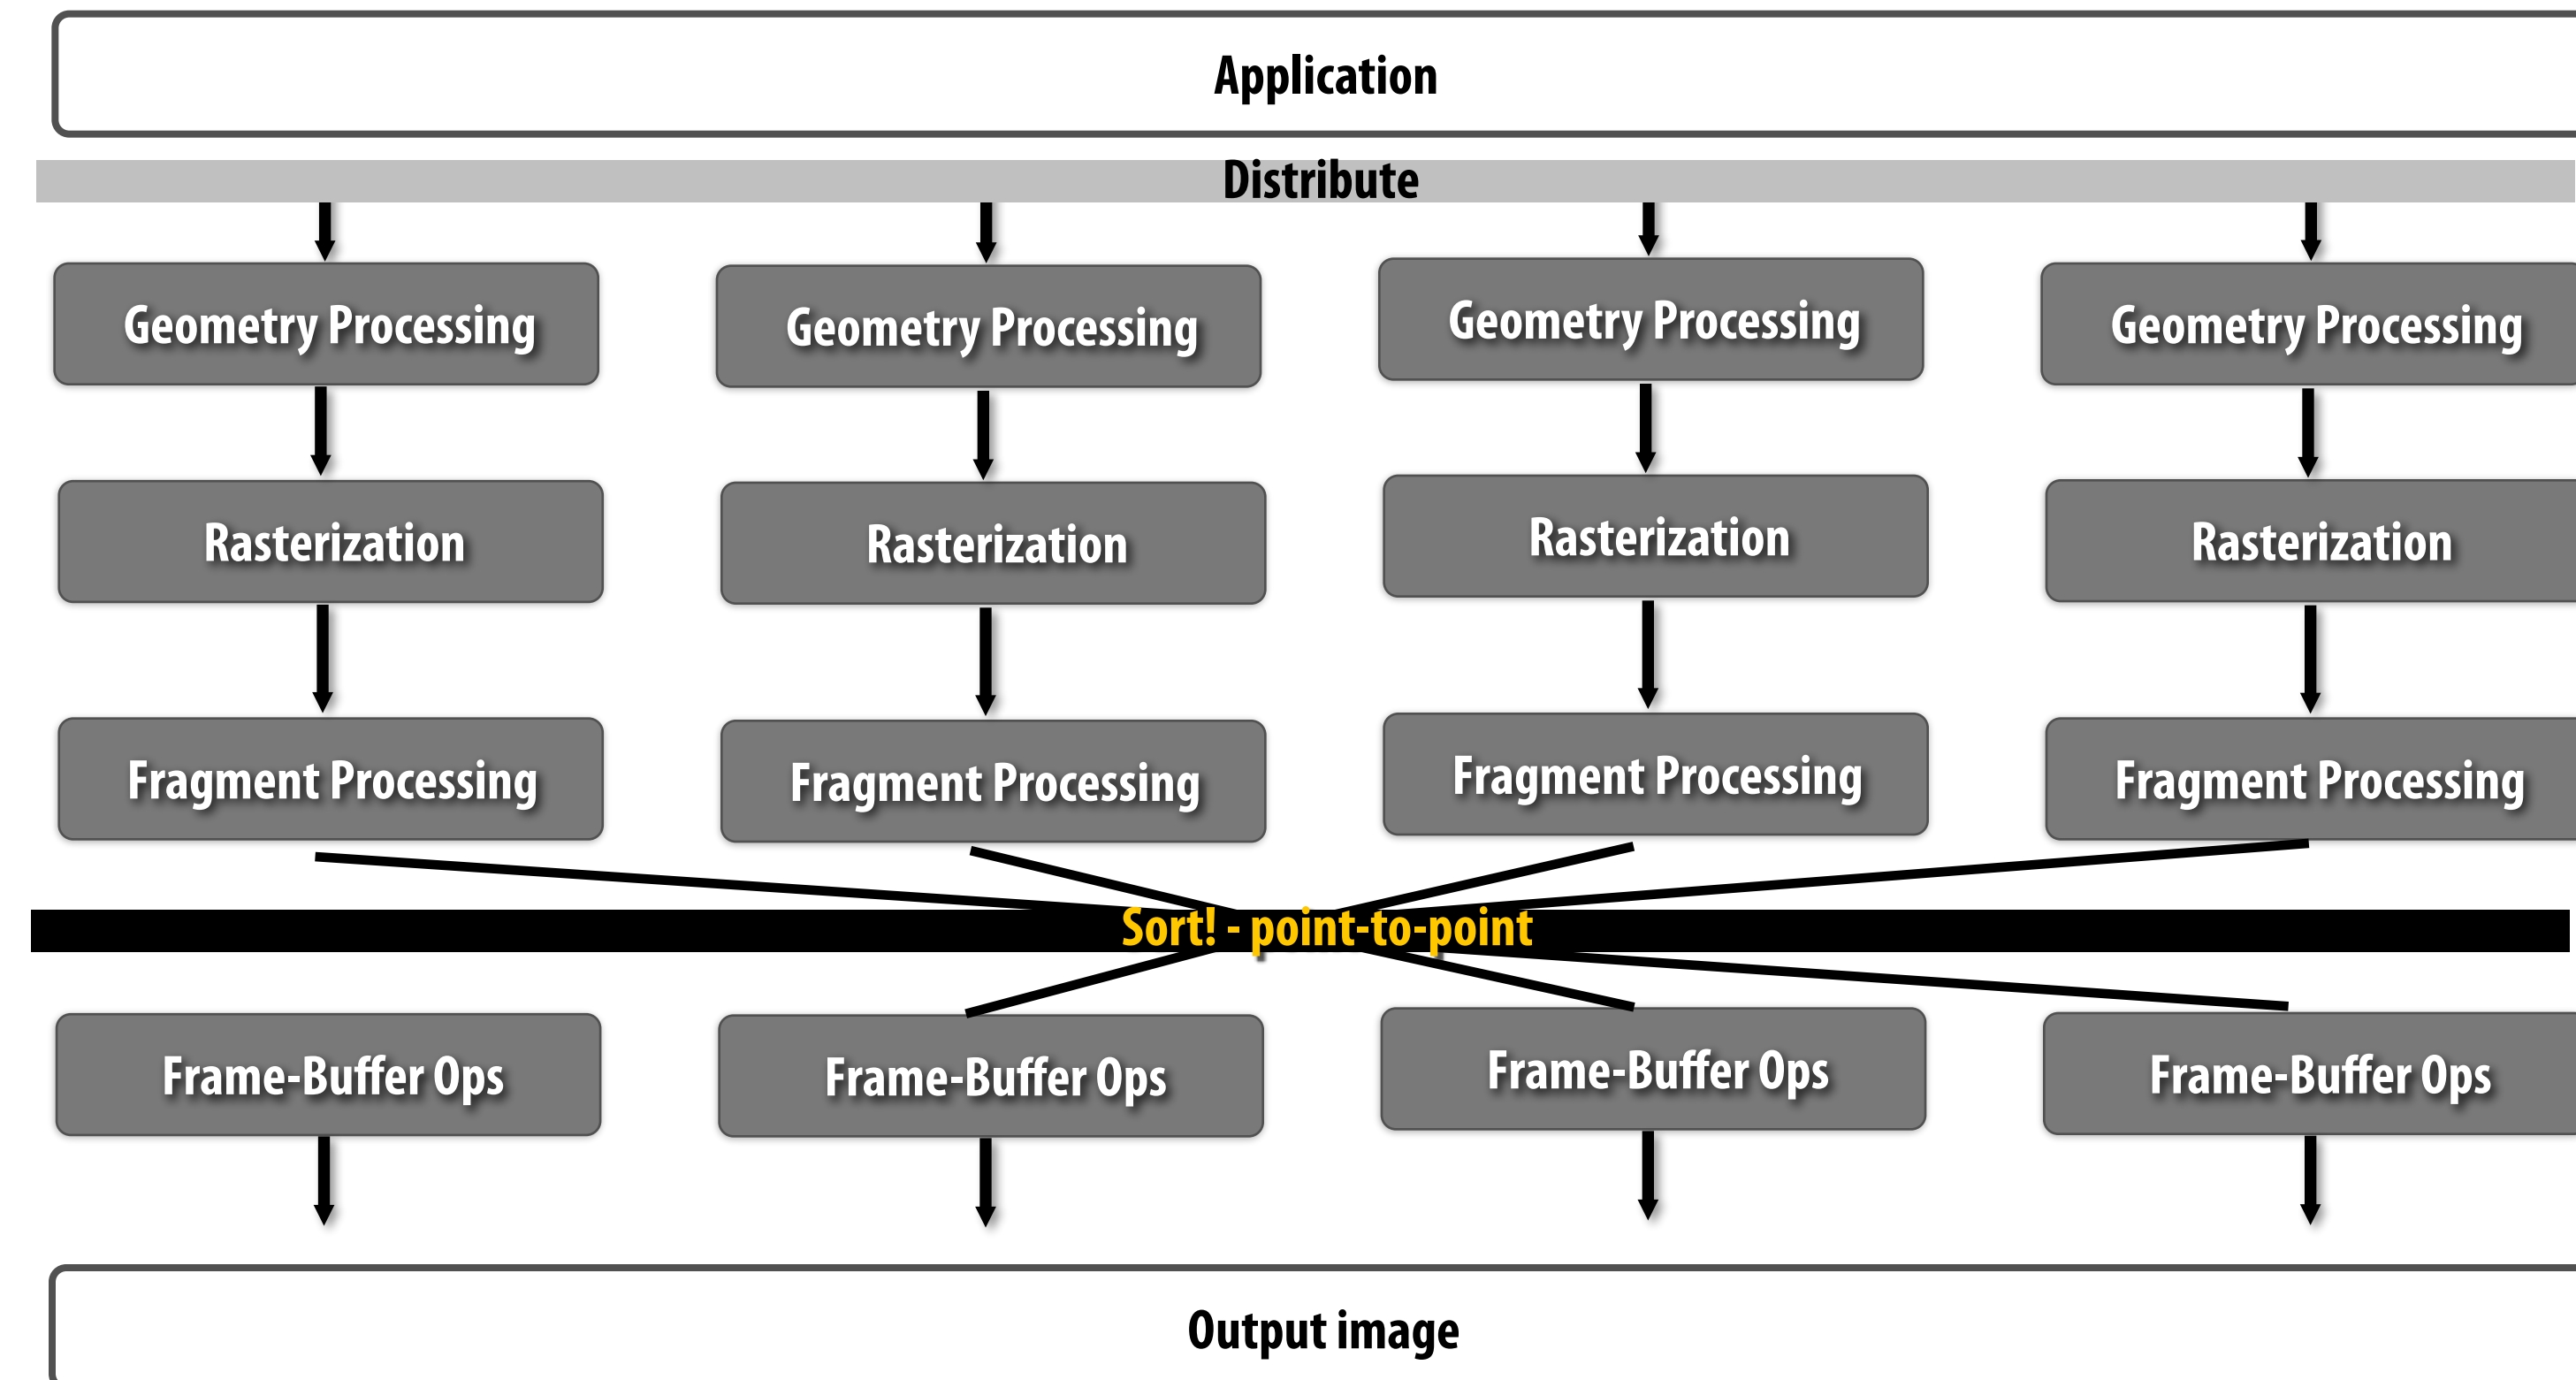 Application
Distribute
Geometry Processing
Geometry Processing
Geometry Processing
Geometry Processing
Rasterization
Rasterization
Rasterization
Rasterization
Fragment Processing
Fragment Processing
Fragment Processing
Fragment Processing
Sort! - point-to-point
Frame-Buffer Ops
Frame-Buffer Ops
Frame-Buffer Ops
Frame-Buffer Ops
Output image